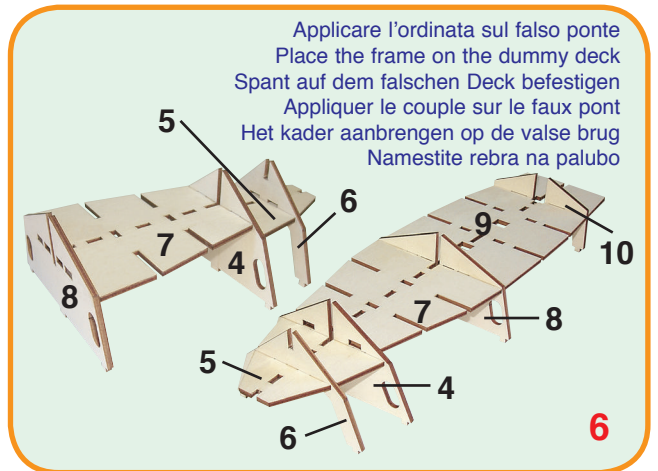 Applicare l'ordinata sul falso ponte
Place the frame on the dummy deck
Spant auf dem falschen Deck befestigen
Appliquer le couple sur le faux pont
Het kader aanbrengen op de valse brug
Namestite rebra na palubo
5
6
7
4
8
9
10
7
8
5
4
6
6